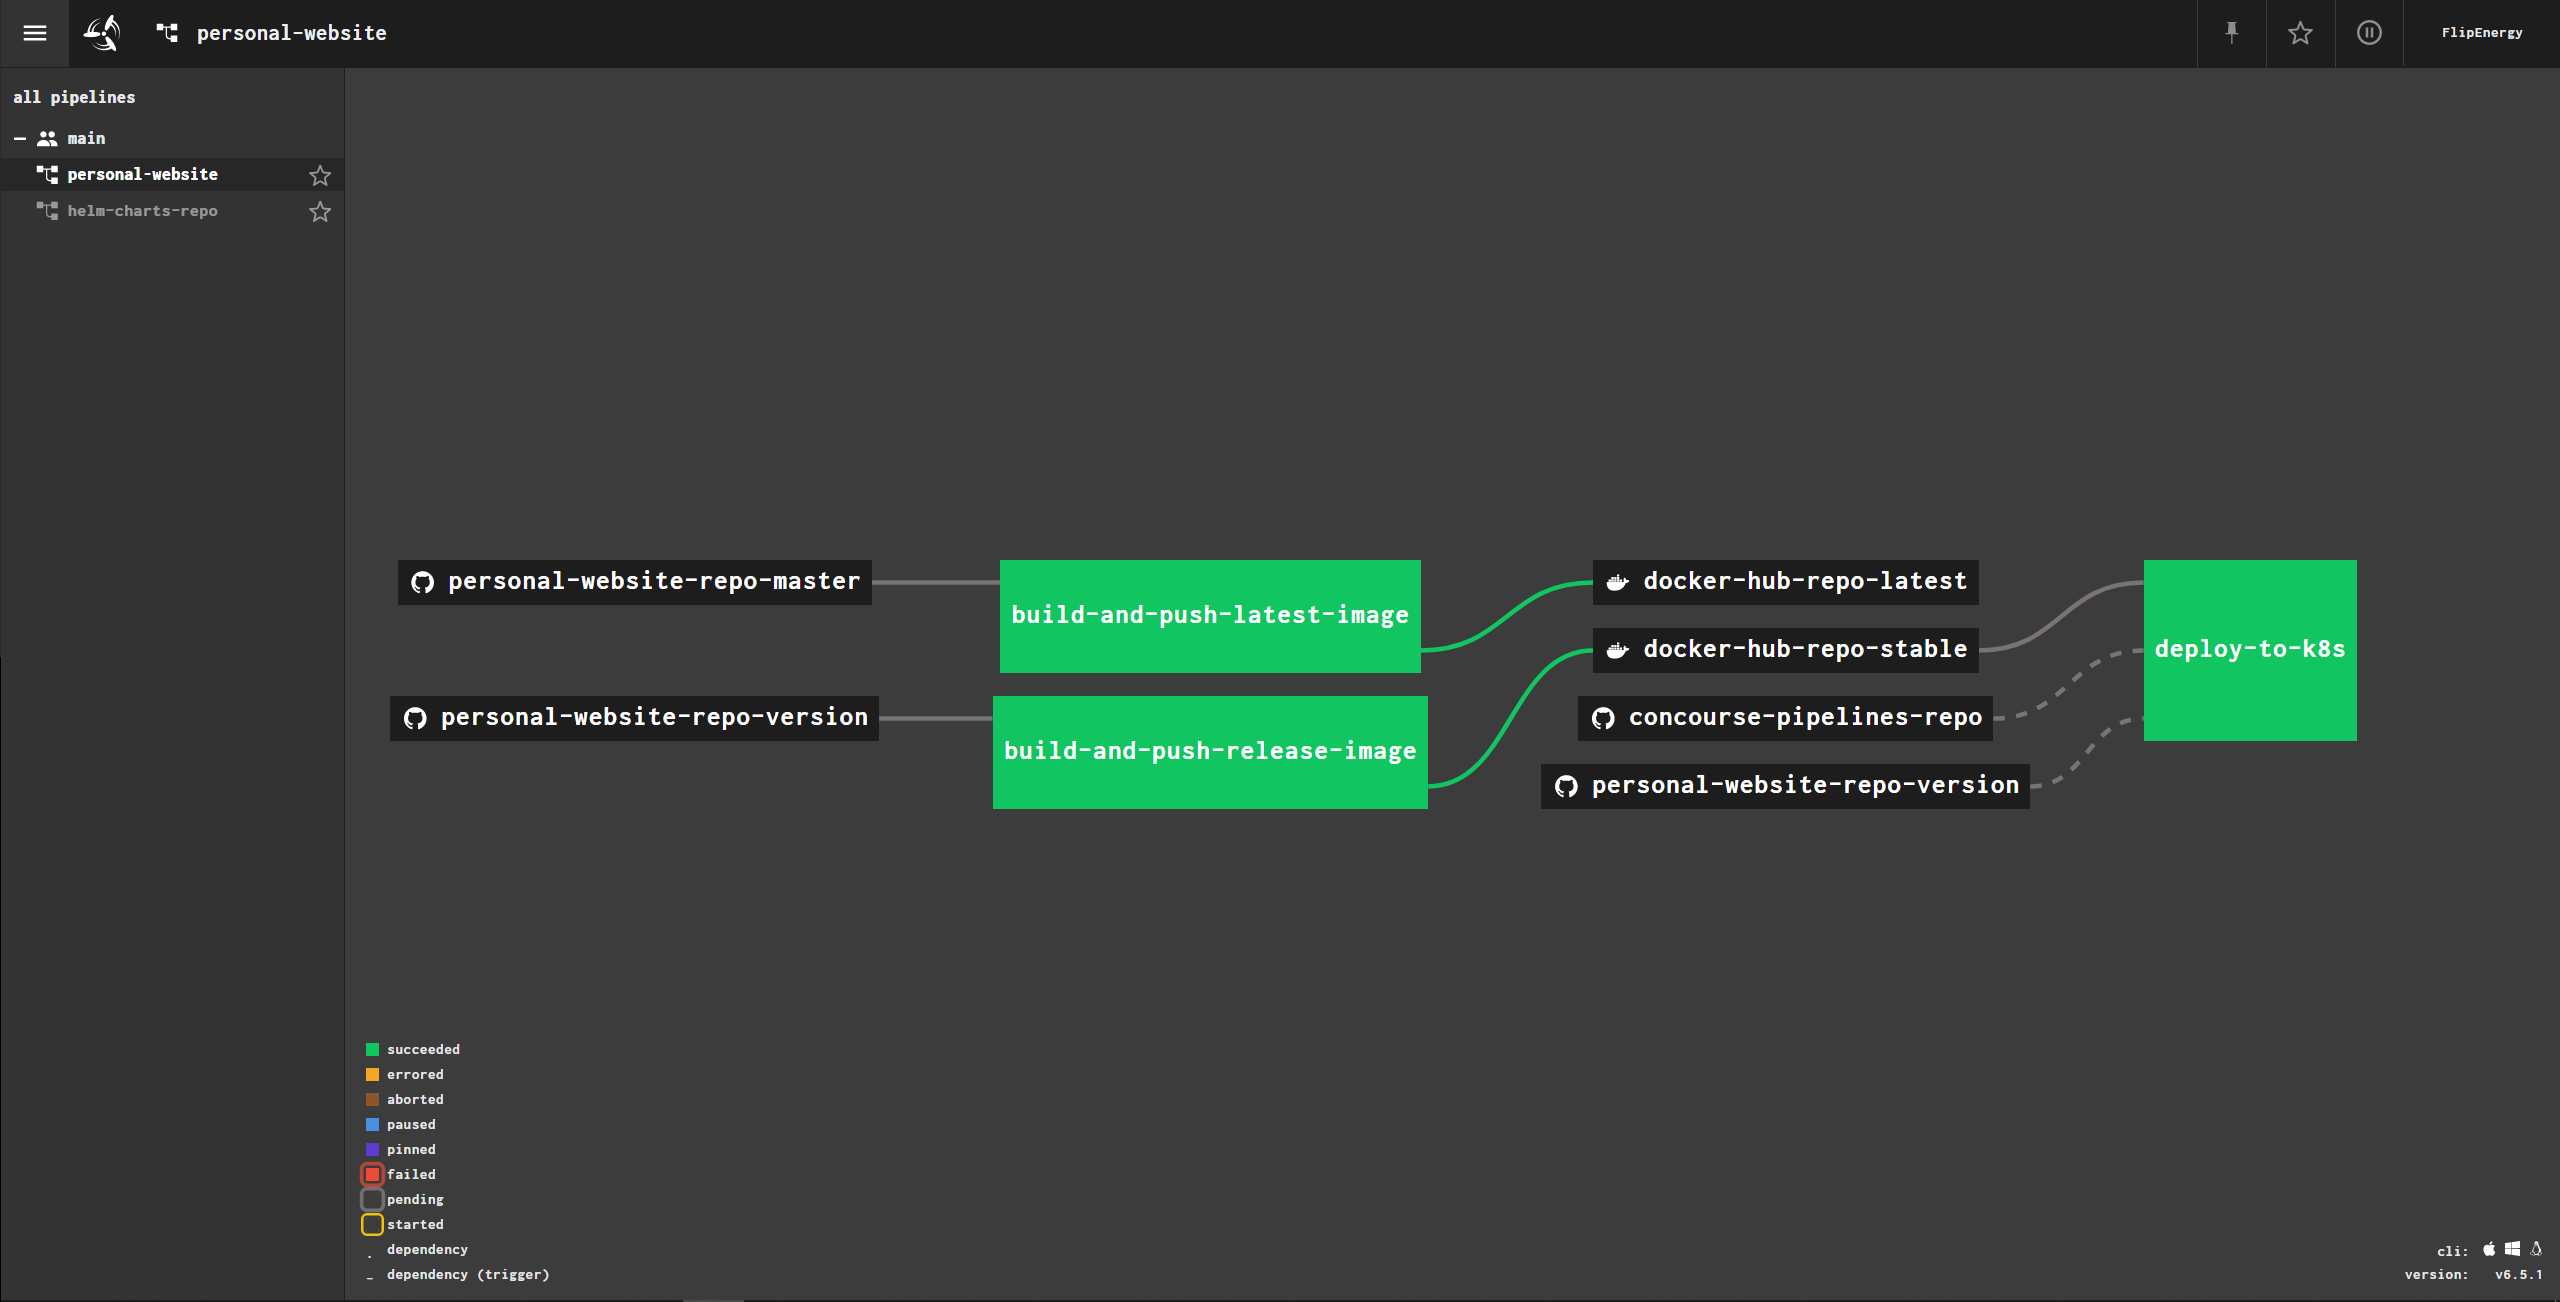 personal-website
FlipEnergy
all pipelines
main
personal-website
helm-charts-repo
personal-website-repo-master
build-and-push-latest-image
docker-hub-repo-latest
deploy-to-k8s
docker-hub-repo-stable
personal-website-repo-version
build-and-push-release-image
concourse-pipelines-repo
personal-website-repo-version
succeeded
errored
aborted
paused
pinned
failed
pending
started
. dependency
– dependency (trigger)
cli:
version: v6.5.1